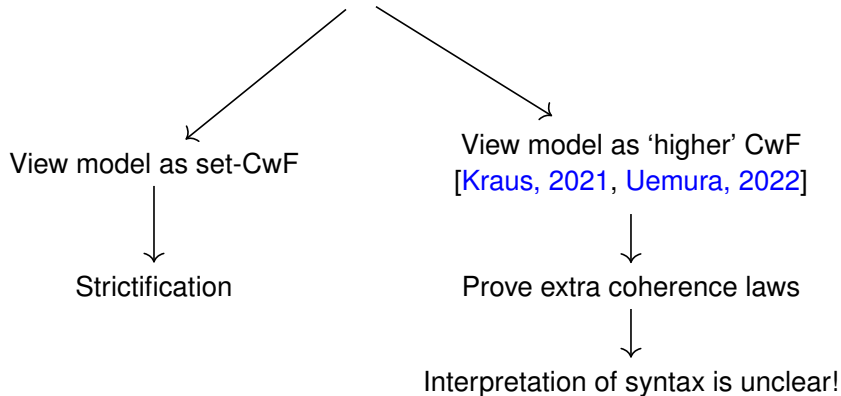 View model as set-CwF
View model as ‘higher’ CwF
[Kraus, 2021, Uemura, 2022]
Strictification
Prove extra coherence laws
Interpretation of syntax is unclear!